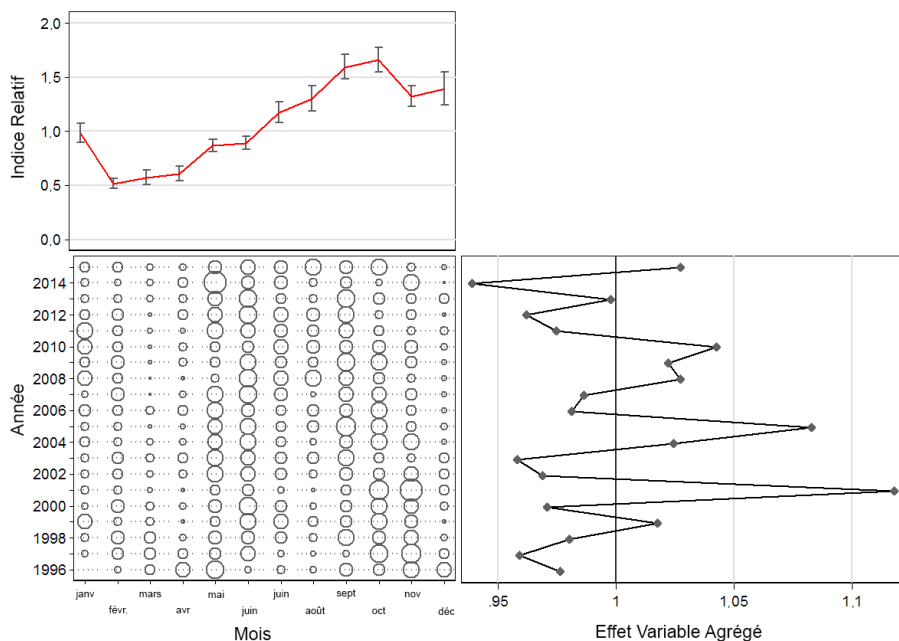 2,0
1,5
1,0
0,5
0,0
Indice Relatif
2014
2012
2010
2008
2006
2004
2002
2000
1998
1996
Année
janv févr. mars avr mai juin juin août sept oct nov déc
Mois
,95 1 1,05 1,1
Effet Variable Agrégé